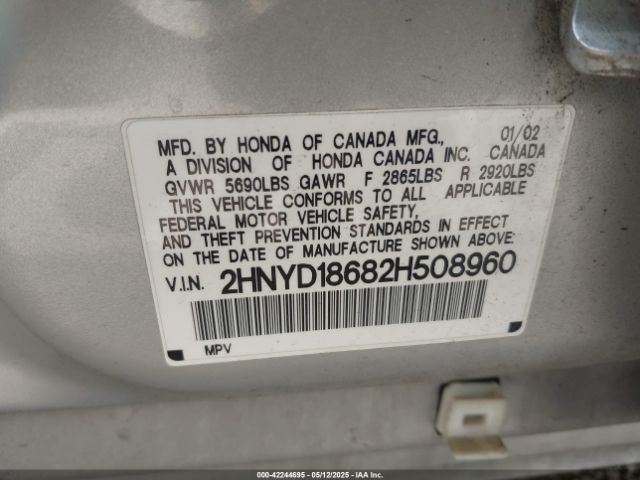 MFD. BY HONDA OF CANADA MFG., 01/02
A DIVISION OF HONDA CANADA INC. CANADA
GVWR 5690LBS GAWR F 2865LBS R 2920LBS
THIS VEHICLE CONFORMS TO ALL APPLICABLE
FEDERAL MOTOR VEHICLE SAFETY,
AND THEFT PREVENTION STANDARDS IN EFFECT
ON THE DATE OF MANUFACTURE SHOWN ABOVE.
V.I.N. 2HNYD18682H508960
MPV
000-42244695 - 05/12/2025 - IAA Inc.